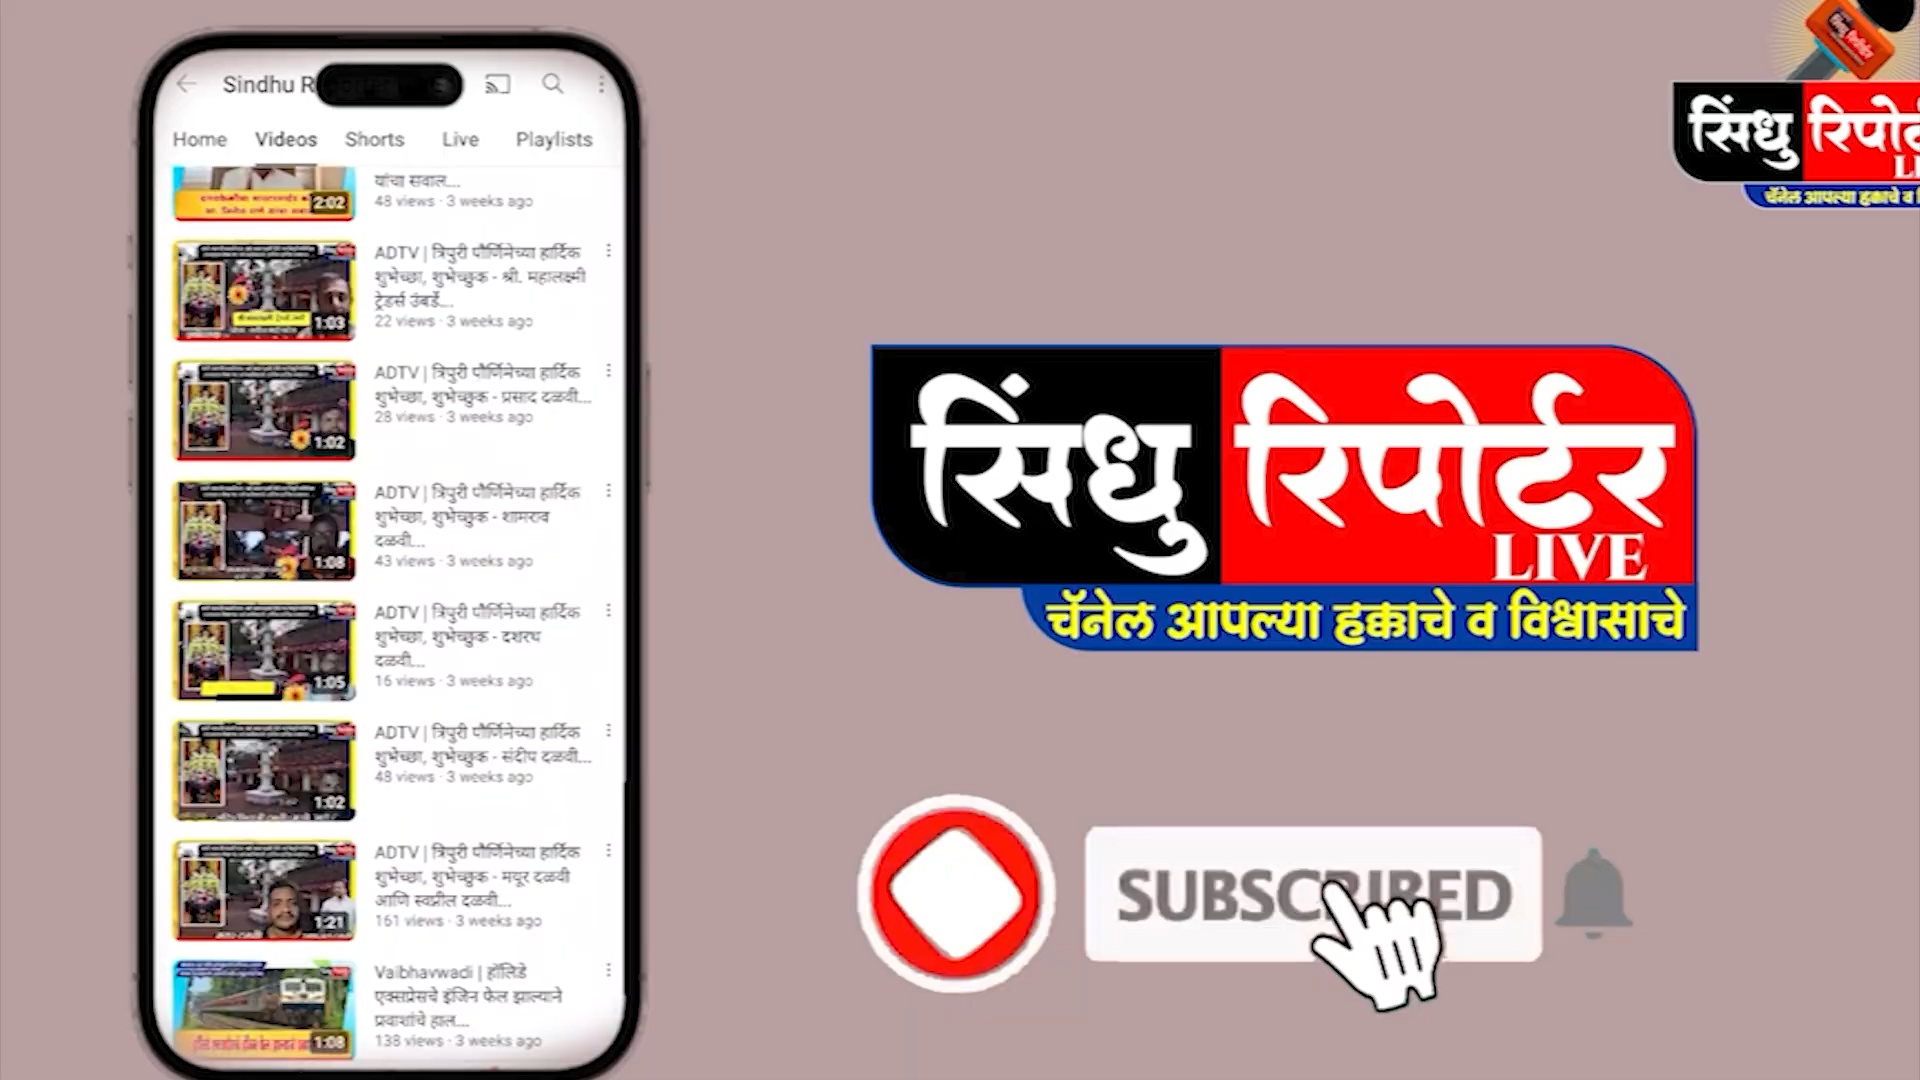 Sindhu R
Home Videos Shorts Live Playlists
यांचा सवाल...
48 views · 3 weeks ago
2:02
ADTV | त्रिपुरी पौर्णिमेच्या हार्दिक
शुभेच्छा, शुभेच्छुक - श्री. महालक्ष्मी
ट्रेडर्स उंबर्डे...
22 views · 3 weeks ago
1:03
ADTV | त्रिपुरी पौर्णिमेच्या हार्दिक
शुभेच्छा, शुभेच्छुक - प्रसाद दळवी...
28 views · 3 weeks ago
1:02
ADTV | त्रिपुरी पौर्णिमेच्या हार्दिक
शुभेच्छा, शुभेच्छुक - शामराव
दळवी...
43 views · 3 weeks ago
1:08
ADTV | त्रिपुरी पौर्णिमेच्या हार्दिक
शुभेच्छा, शुभेच्छुक - दशरथ
दळवी...
16 views · 3 weeks ago
1:05
ADTV | त्रिपुरी पौर्णिमेच्या हार्दिक
शुभेच्छा, शुभेच्छुक - संदीप दळवी...
48 views · 3 weeks ago
1:02
ADTV | त्रिपुरी पौर्णिमेच्या हार्दिक
शुभेच्छा, शुभेच्छुक - मयूर दळवी
आणि स्वप्नील दळवी...
161 views · 3 weeks ago
1:21
Vaibhavwadi | हॉलिडे
एक्सप्रेसचे इंजिन फेल झाल्याने
प्रवाशांचे हाल...
138 views · 3 weeks ago
1:08
सिंधु रिपोर्ट
LI
चॅनेल आपल्या हक्काचे व
सिंधु रिपोर्टर
LIVE
चॅनेल आपल्या हक्काचे व विश्वासाचे
SUBSCRIBED